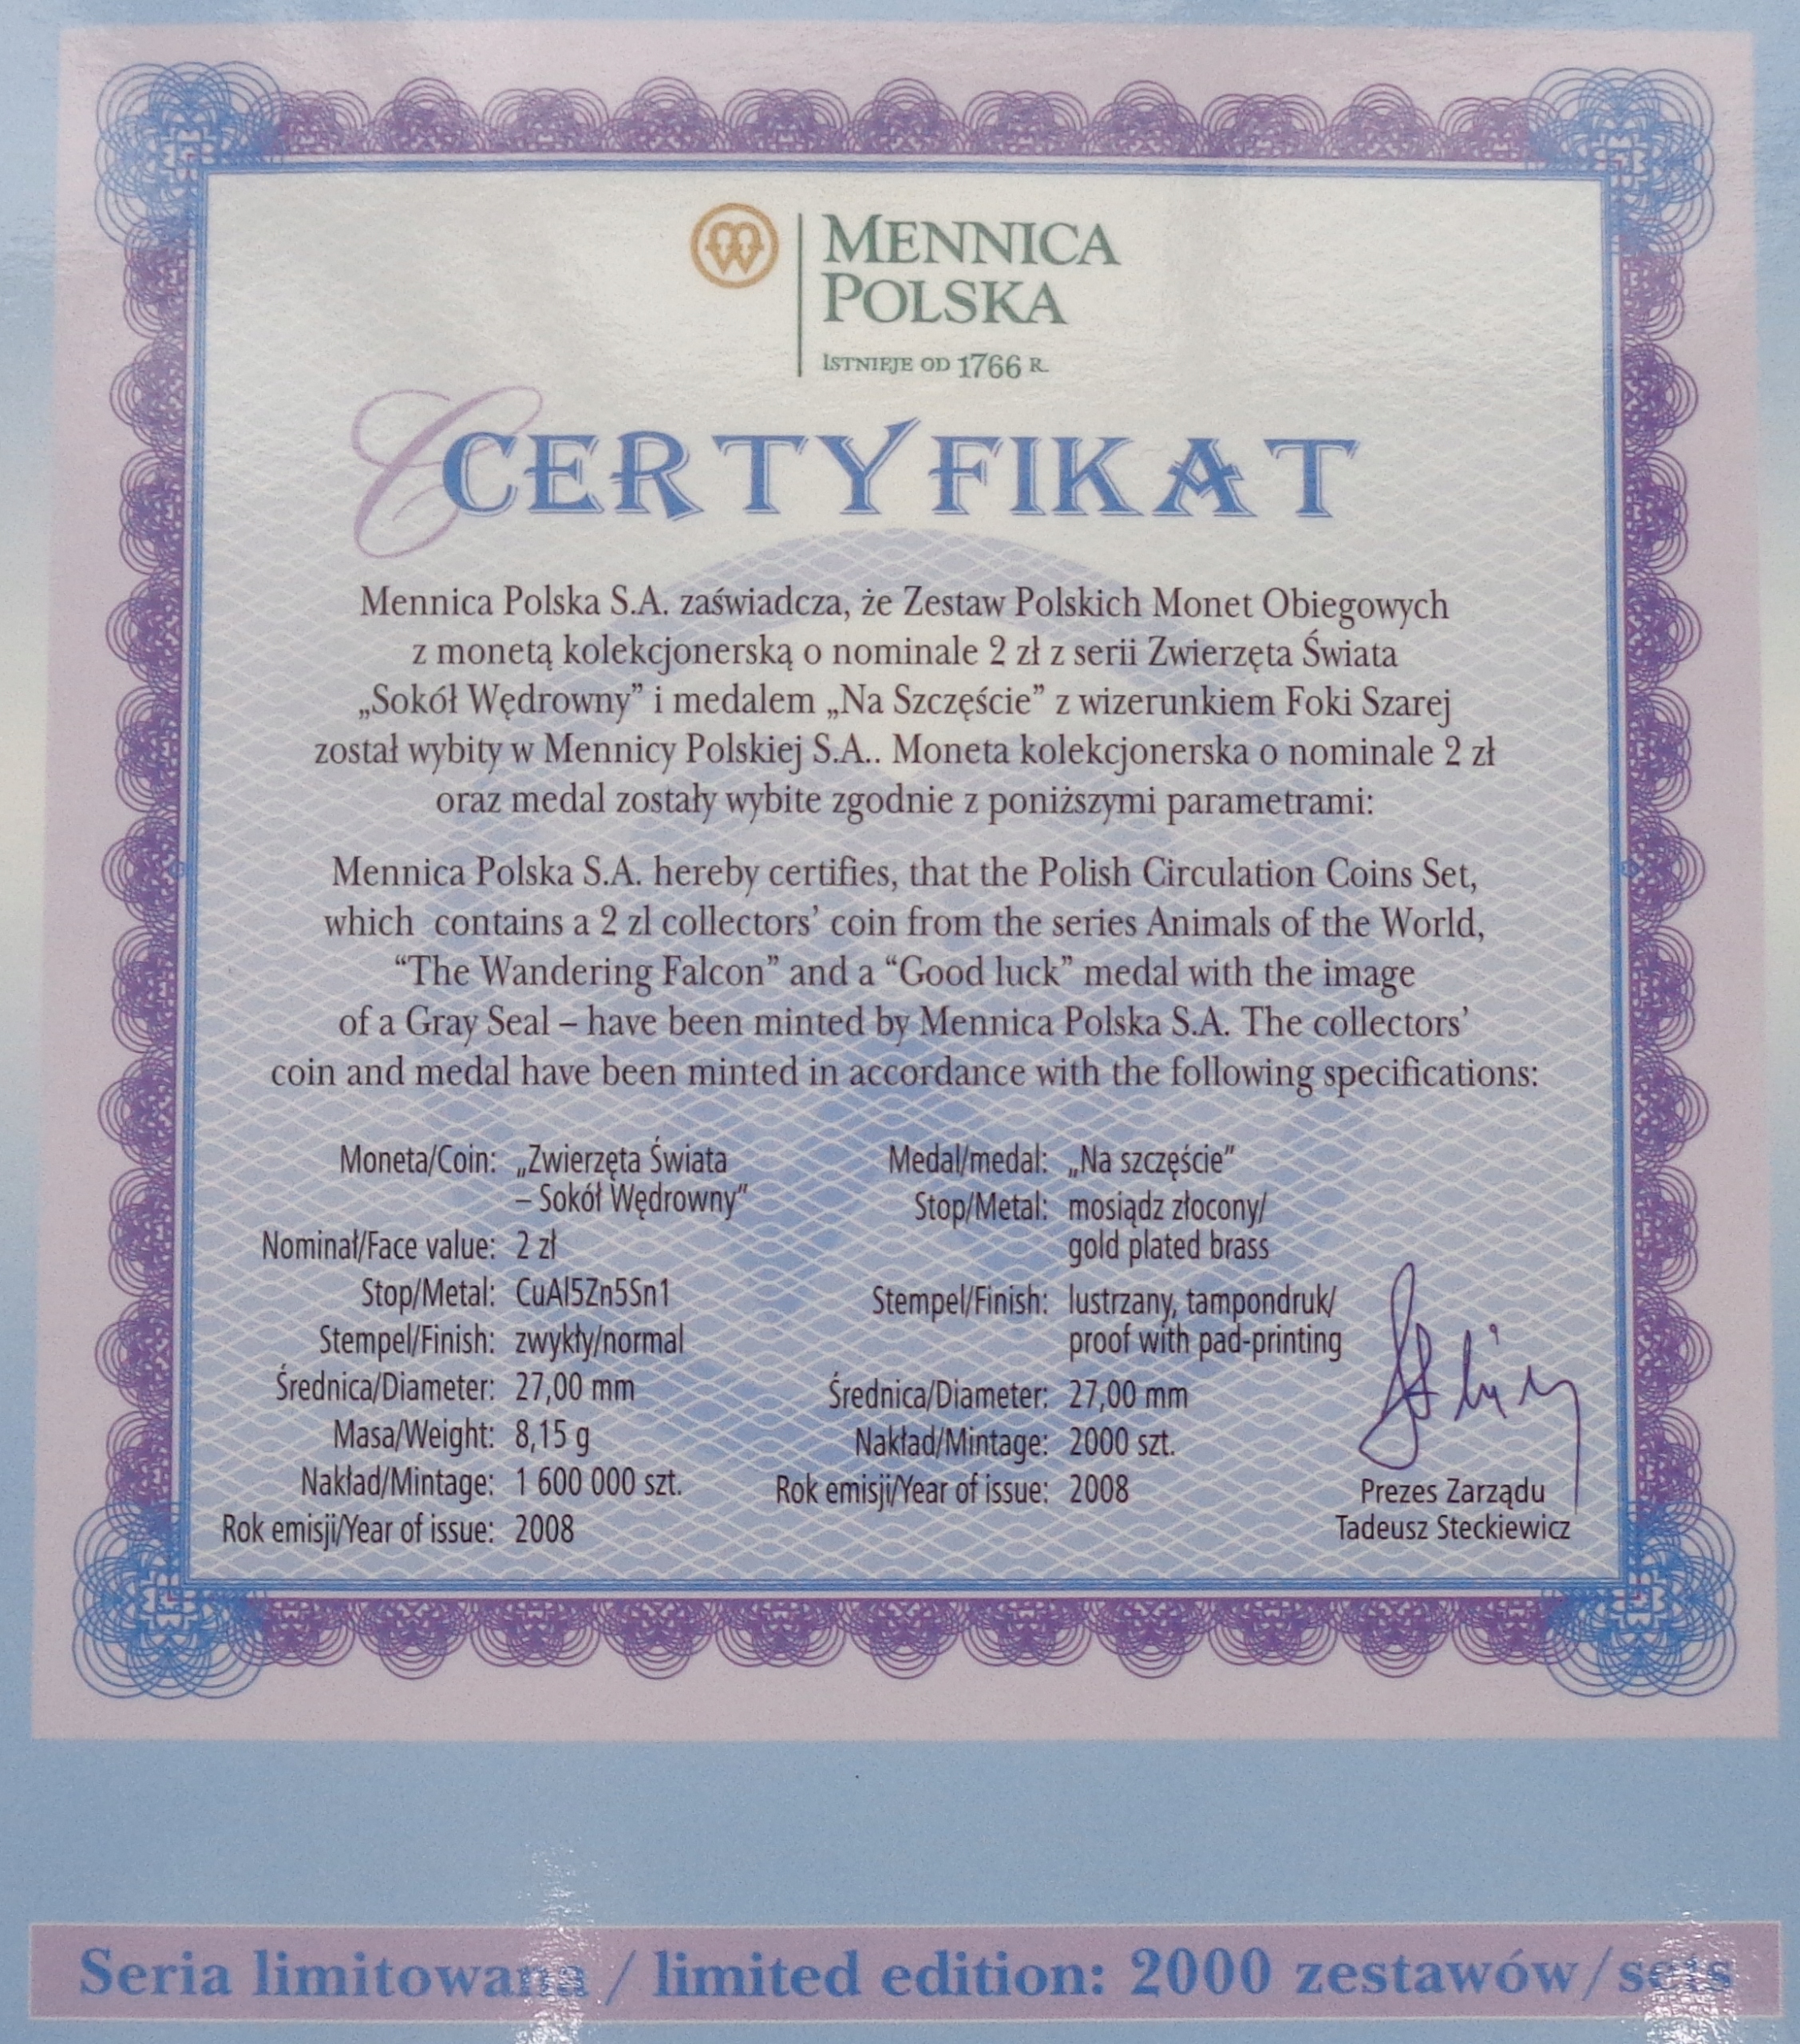 MENNICA
POLSKA
ISTNIEJE OD 1766 R.
CERTYFIKAT
Mennica Polska S.A. zaświadcza, że Zestaw Polskich Monet Obiegowych
z monetą kolekcjonerską o nominale 2 zł z serii Zwierzęta Świata
„Sokół Wędrowny” i medalem „Na Szczęście” z wizerunkiem Foki Szarej
został wybity w Mennicy Polskiej S.A.. Moneta kolekcjonerska o nominale 2 zł
oraz medal zostały wybite zgodnie z poniższymi parametrami:
Mennica Polska S.A. hereby certifies, that the Polish Circulation Coins Set,
which contains a 2 zl collectors’ coin from the series Animals of the World,
“The Wandering Falcon” and a “Good luck” medal with the image
of a Gray Seal – have been minted by Mennica Polska S.A. The collectors’
coin and medal have been minted in accordance with the following specifications:
Moneta/Coin: „Zwierzęta Świata
– Sokół Wędrowny”
Nominał/Face value: 2 zł
Stop/Metal: CuAl5Zn5Sn1
Stempel/Finish: zwykły/normal
Średnica/Diameter: 27,00 mm
Masa/Weight: 8,15 g
Nakład/Mintage: 1 600 000 szt.
Rok emisji/Year of issue: 2008
Medal/medal: „Na szczęście”
Stop/Metal: mosiądz złocony/
gold plated brass
Stempel/Finish: lustrzany, tampondruk/
proof with pad-printing
Średnica/Diameter: 27,00 mm
Nakład/Mintage: 2000 szt.
Rok emisji/Year of issue: 2008
Prezes Zarządu
Tadeusz Steckiewicz
Seria limitowana / limited edition: 2000 zestawów/sets